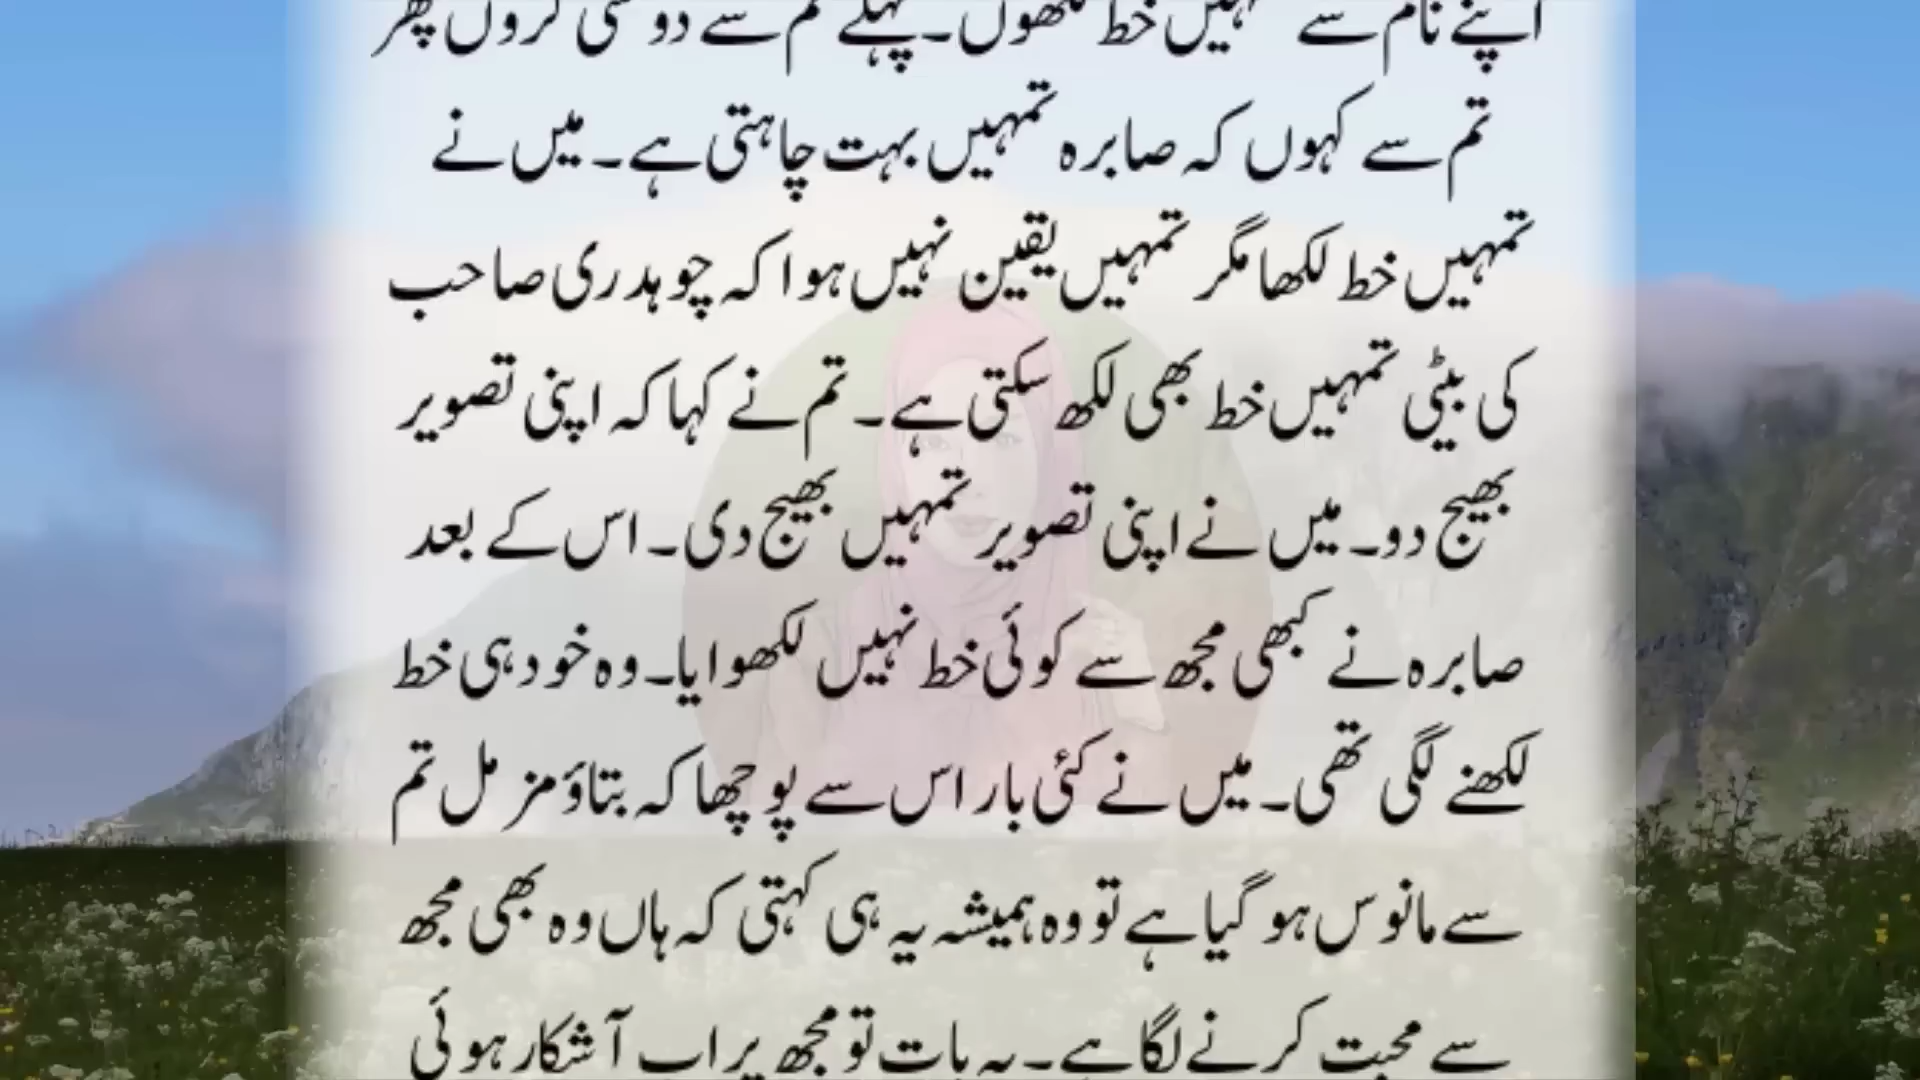 اپنے نام سے تمہیں خط لکھوں۔ پہلے تم سے دوستی کروں پھر
تم سے کہوں کہ صابرہ تمہیں بہت چاہتی ہے۔ میں نے
تمہیں خط لکھا مگر تمہیں یقین نہیں ہوا کہ چوہدری صاحب
کی بیٹی تمہیں خط بھی لکھ سکتی ہے۔ تم نے کہا کہ اپنی تصویر
بھیج دو۔ میں نے اپنی تصویر تمہیں بھیج دی۔ اس کے بعد
صابرہ نے کبھی مجھ سے کوئی خط نہیں لکھوایا۔ وہ خود ہی خط
لکھنے لگی تھی۔ میں نے کئی بار اس سے پوچھا کہ بتاؤ مزمل تم
سے مانوس ہو گیا ہے تو وہ ہمیشہ یہ ہی کہتی کہ ہاں وہ بھی مجھ
سے محبت کرنے لگا ہے۔ یہ بات تو مجھ پر اب آشکار ہوئی